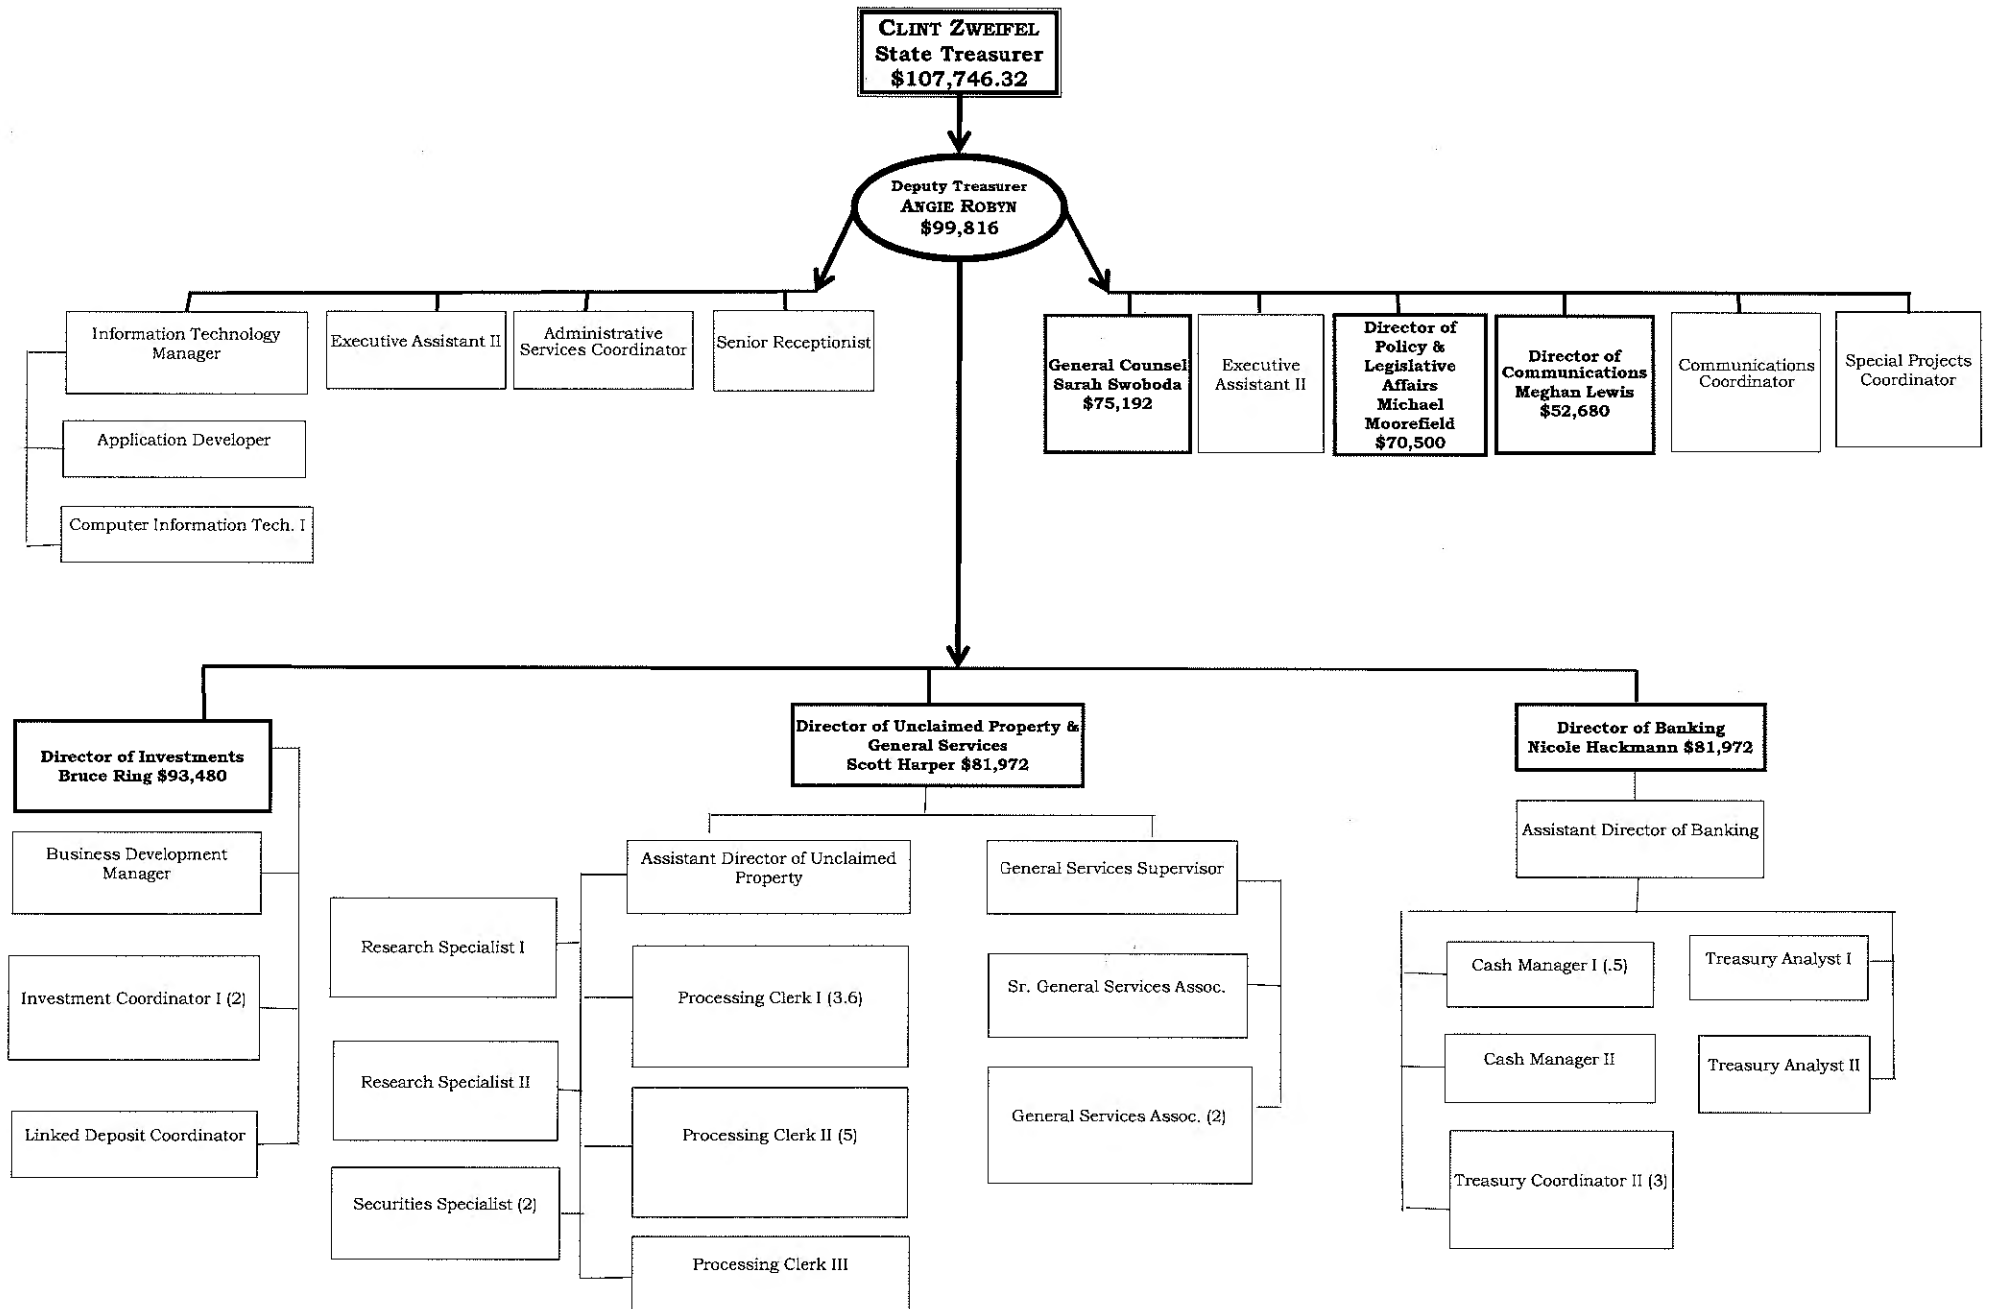 CLINT ZWEIFEL
State Treasurer
$107,746.32
Deputy Treasurer
ANGIE ROBYN
$99,816
Information Technology
Manager
Executive Assistant II
Administrative
Services Coordinator
Senior Receptionist
Application Developer
Computer Information Tech. I
General Counsel
Sarah Swoboda
$75,192
Executive
Assistant II
Director of
Policy &
Legislative
Affairs
Michael
Moorefield
$70,500
Director of
Communications
Meghan Lewis
$52,680
Communications
Coordinator
Special Projects
Coordinator
Director of Investments
Bruce Ring $93,480
Business Development
Manager
Investment Coordinator I (2)
Linked Deposit Coordinator
Director of Unclaimed Property &
General Services
Scott Harper $81,972
Assistant Director of Unclaimed
Property
Research Specialist I
Research Specialist II
Securities Specialist (2)
Processing Clerk I (3.6)
Processing Clerk II (5)
Processing Clerk III
General Services Supervisor
Sr. General Services Assoc.
General Services Assoc. (2)
Director of Banking
Nicole Hackmann $81,972
Assistant Director of Banking
Cash Manager I (.5)
Cash Manager II
Treasury Coordinator II (3)
Treasury Analyst I
Treasury Analyst II